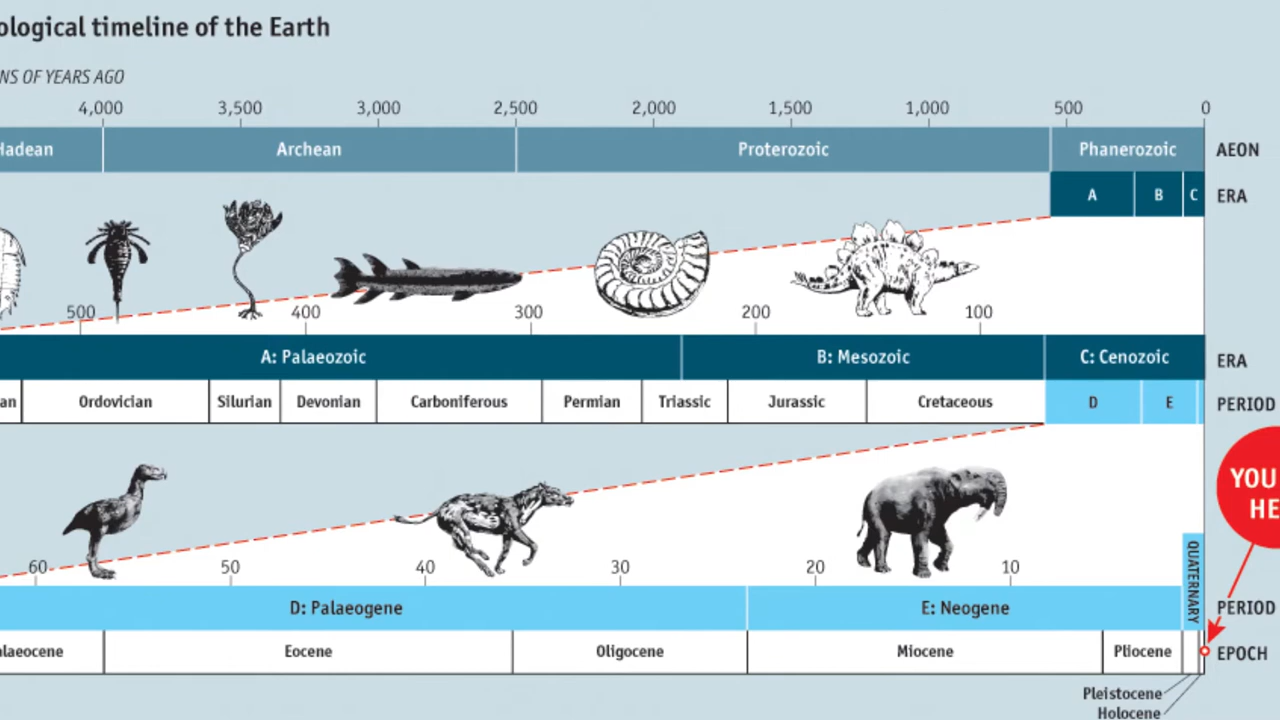 ological timeline of the Earth
NS OF YEARS AGO
4,000 3,500 3,000 2,500 2,000 1,500 1,000 500 0
Hadean Archean Proterozoic Phanerozoic AEON
A B C ERA
500 400 300 200 100
A: Palaeozoic B: Mesozoic C: Cenozoic ERA
an Ordovician Silurian Devonian Carboniferous Permian Triassic Jurassic Cretaceous D E PERIOD
YOU
HE
60 50 40 30 20 10
QUATERNARY
D: Palaeogene E: Neogene PERIOD
alaeocene Eocene Oligocene Miocene Pliocene EPOCH
Pleistocene
Holocene